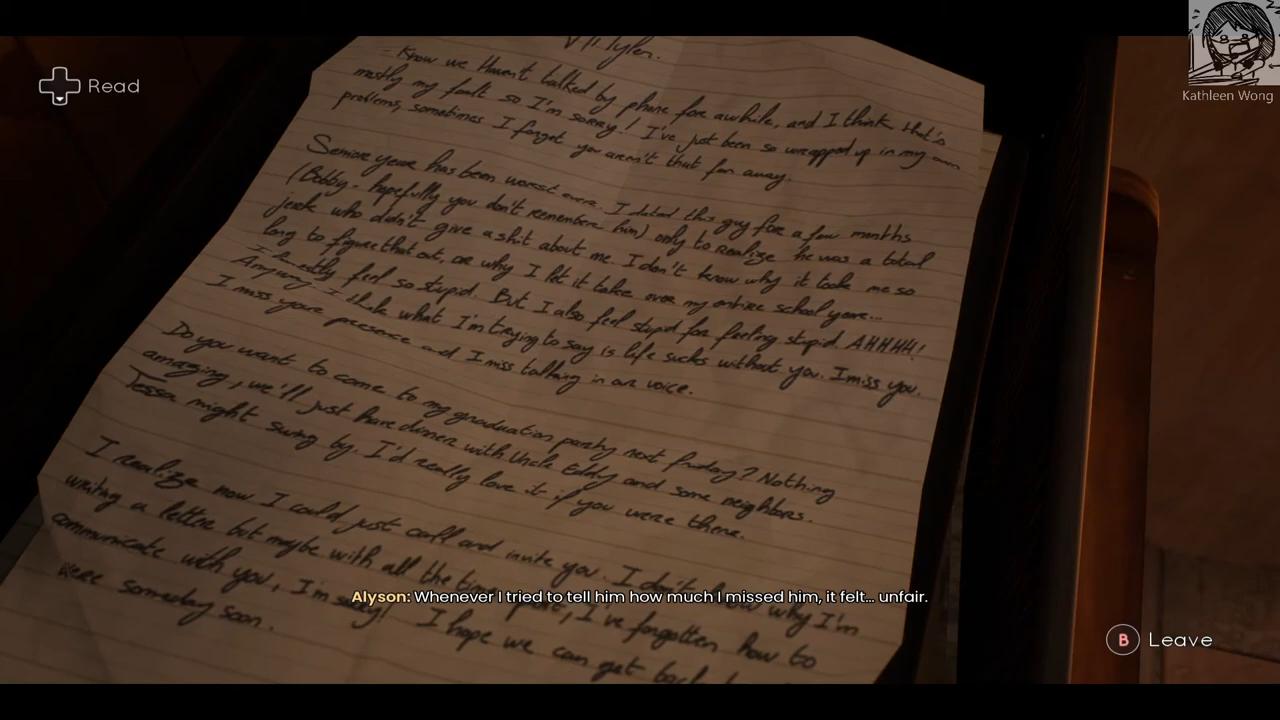 Read
Kathleen Wong
Hi Tyler.
Know we Haven't talked by phone for awhile, and I think that's
mostly my fault so I'm sorry! I've just been so wrapped up in my own
problems, sometimes I forget you aren't that far away.
Senior year has been worst ever. I dated this guy for a few months
(Bobby - hopefully you don't remember him) only to realize he was a total
jerk who didn't give a shit about me. I don't know why it took me so
long to figure that out, or why I let it take over my entire school year...
I honestly feel so stupid. But I also feel stupid for feeling stupid. AHHHH!
Anyway I think what I'm trying to say is life sucks without you. I miss you.
I miss your presence and I miss talking in our voice.
Do you want to come to my graduation party next friday? Nothing
amazing, we'll just have dinner with Uncle Eddy and some neighbors.
Tessa might swing by. I'd really love it if you were there.
I realize now I could just call and invite you. I don't know why I'm
writing a letter but maybe with all the time past, I've forgotten how to
communicate with you, I'm sorry! I hope we can get back
were someday soon.
Alyson: Whenever I tried to tell him how much I missed him, it felt... unfair.
B Leave